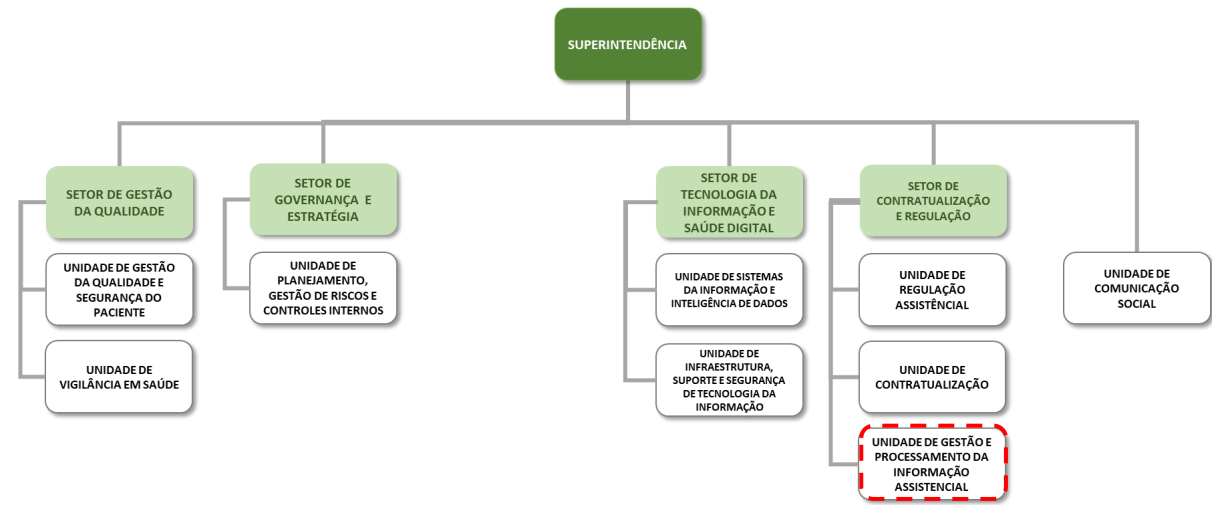 SUPERINTENDÊNCIA
SETOR DE GESTÃO
DA QUALIDADE
UNIDADE DE GESTÃO
DA QUALIDADE E
SEGURANÇA DO
PACIENTE
UNIDADE DE
VIGILÂNCIA EM SAÚDE
SETOR DE
GOVERNANÇA E
ESTRATÉGIA
UNIDADE DE
PLANEJAMENTO,
GESTÃO DE RISCOS E
CONTROLES INTERNOS
SETOR DE
TECNOLOGIA DA
INFORMAÇÃO E
SAÚDE DIGITAL
UNIDADE DE SISTEMAS
DA INFORMAÇÃO E
INTELIGÊNCIA DE DADOS
UNIDADE DE
INFRAESTRUTURA,
SUPORTE E SEGURANÇA
DE TECNOLOGIA DA
INFORMAÇÃO
SETOR DE
CONTRATUALIZAÇÃO
E REGULAÇÃO
UNIDADE DE
REGULAÇÃO
ASSISTÊNCIAL
UNIDADE DE
CONTRATUALIZAÇÃO
UNIDADE DE GESTÃO E
PROCESSAMENTO DA
INFORMAÇÃO
ASSISTENCIAL
UNIDADE DE
COMUNICAÇÃO
SOCIAL